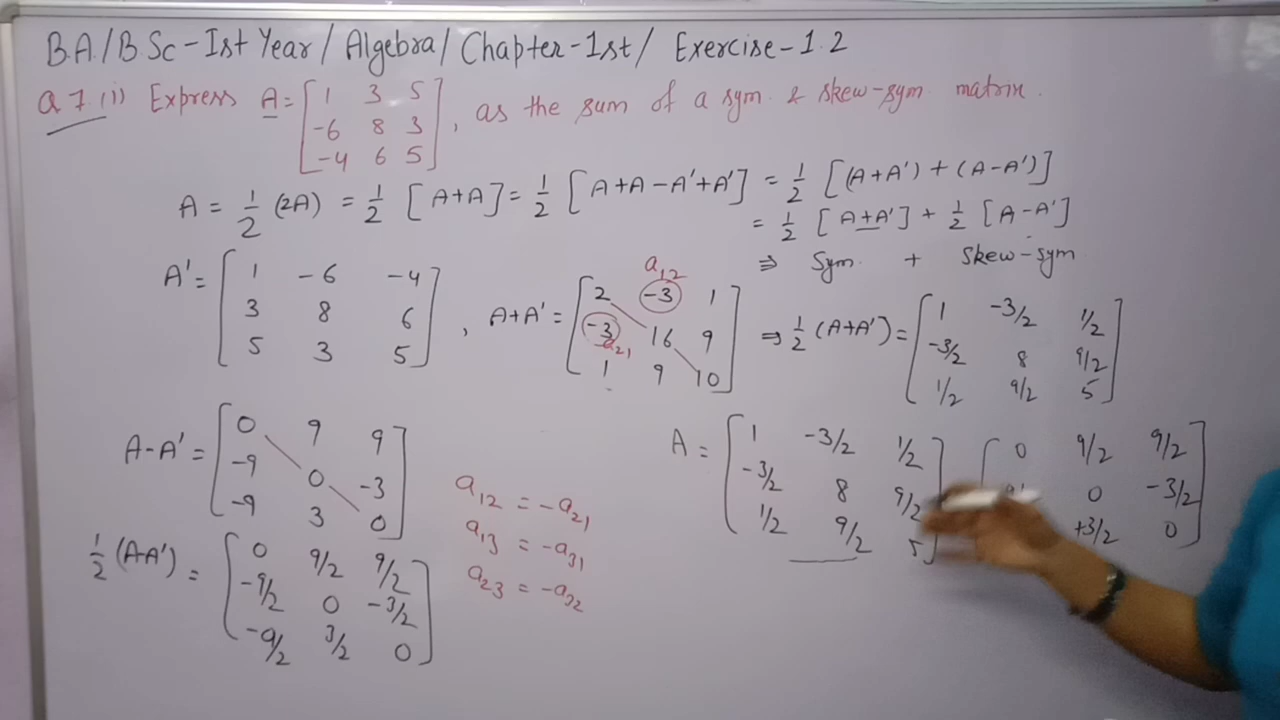 B.A./B.Sc-Ist Year/Algebra/Chapter-1st/ Exercise-1.2
Q 7.(i) Express A = [ 1 3 5
-6 8 3
-4 6 5 ], as the sum of a sym. & skew-sym. matrix.
A = 1/2 (2A) = 1/2 [A+A] = 1/2 [A+A-A'+A'] = 1/2 [(A+A') + (A-A')]
= 1/2 [A+A'] + 1/2 [A-A']
⇒ Sym. + Skew-sym
A' = [ 1 -6 -4
3 8 6
5 3 5 ]
, A+A' = [ 2 -3 1
-3 16 9
1 9 10 ]
a12
a21
⇒ 1/2 (A+A') = [ 1 -3/2 1/2
-3/2 8 9/2
1/2 9/2 5 ]
A-A' = [ 0 9 9
-9 0 -3
-9 3 0 ]
1/2 (A-A') = [ 0 9/2 9/2
-9/2 0 -3/2
-9/2 3/2 0 ]
a12 = -a21
a13 = -a31
a23 = -a32
A = [ 1 -3/2 1/2
-3/2 8 9/2
1/2 9/2 5 ]
[ 0 9/2 9/2
0 -3/2
+3/2 0 ]